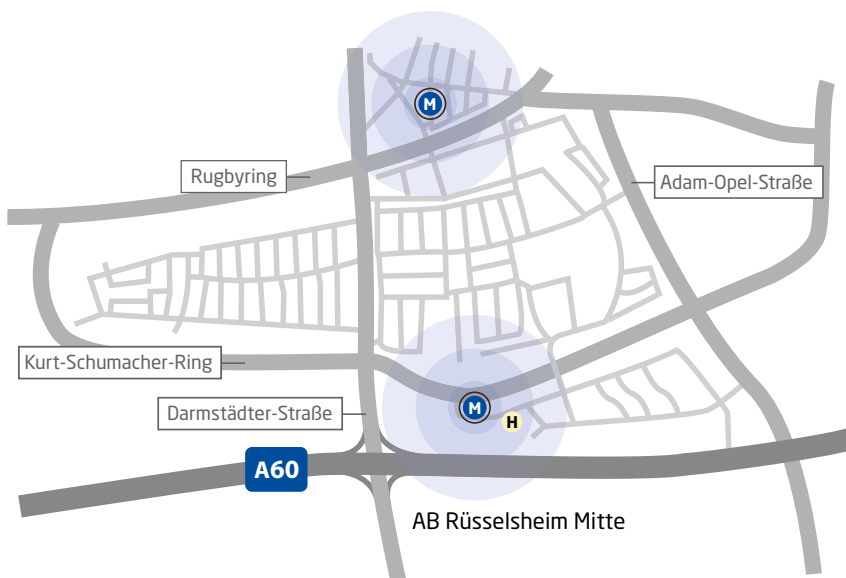 M
Rugbyring
Adam-Opel-Straße
Kurt-Schumacher-Ring
Darmstädter-Straße
M
H
A60
AB Rüsselsheim Mitte